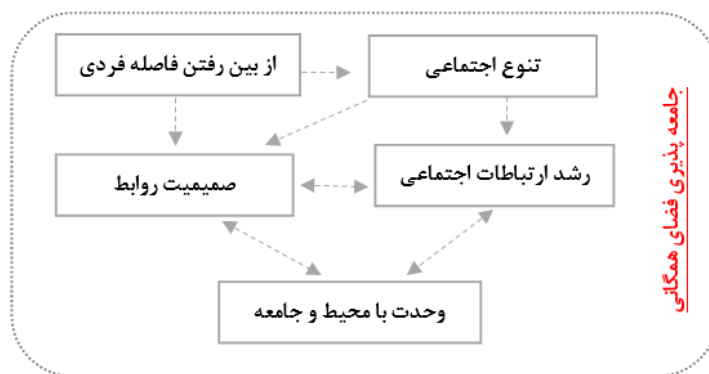 تنوع اجتماعی
از بین رفتن فاصله فردی
رشد ارتباطات اجتماعی
صمیمیت روابط
وحدت با محیط و جامعه
جامعه پذیری فضای همگانی